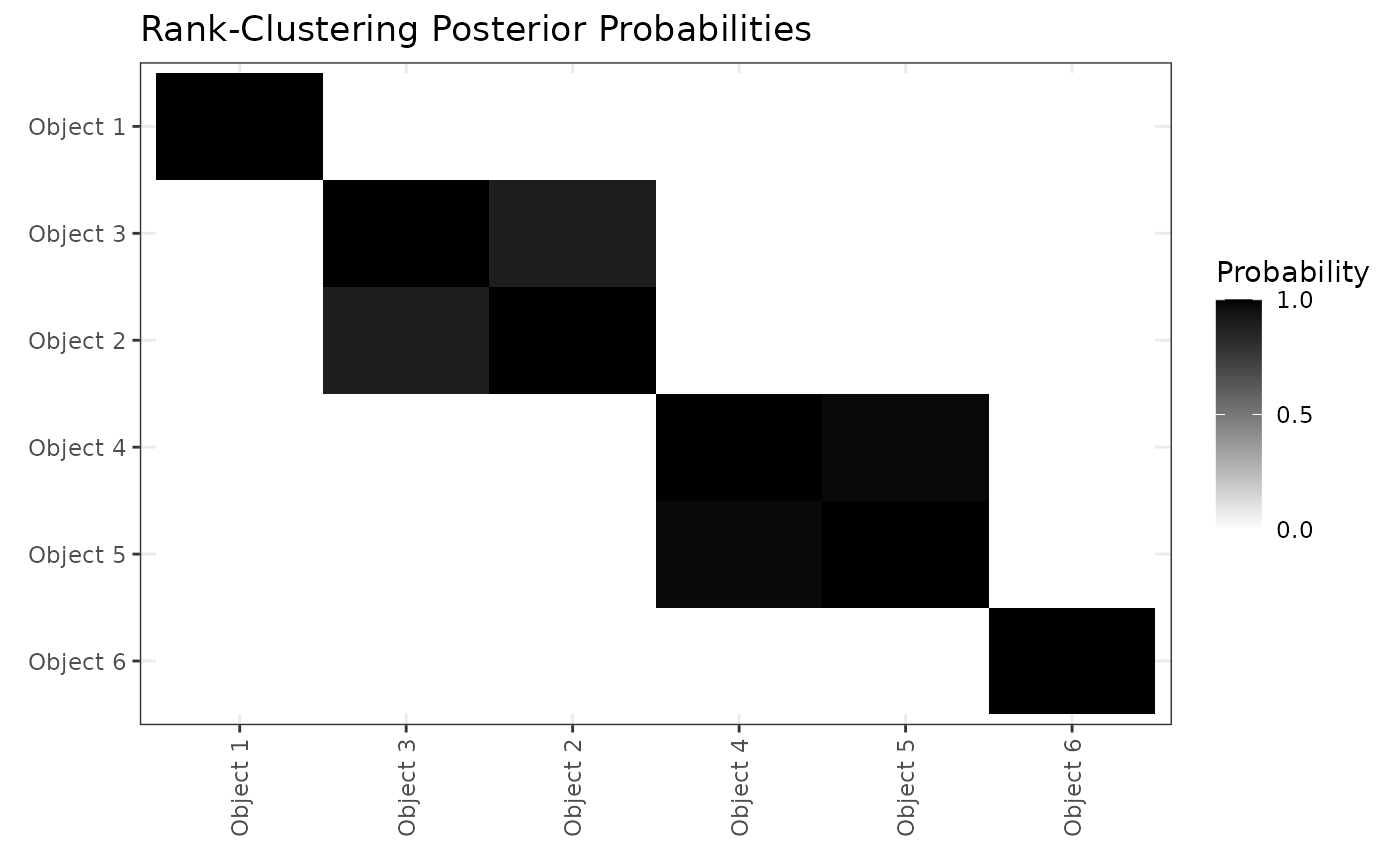 Rank-Clustering Posterior Probabilities
Object 1
Object 3
Object 2
Object 4
Object 5
Object 6
Object 1
Object 3
Object 2
Object 4
Object 5
Object 6
Probability
1.0
0.5
0.0